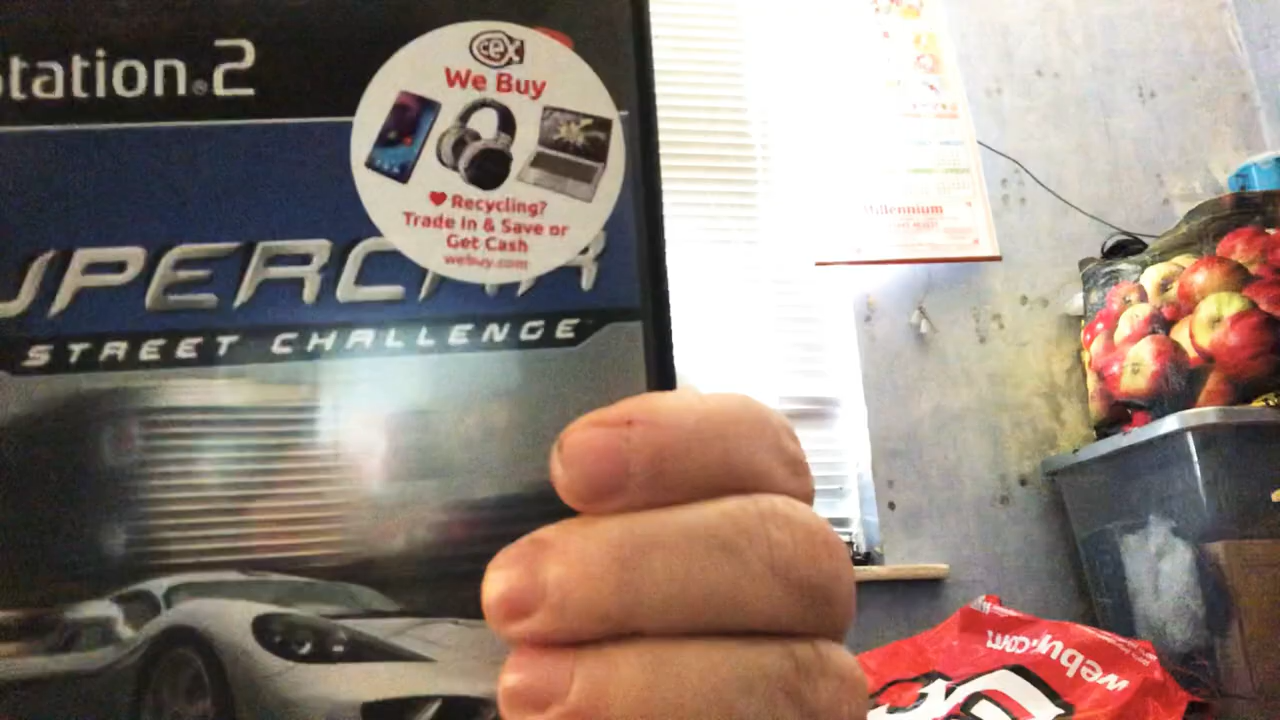 Station.2
cex
We Buy
Recycling?
Trade In & Save or
Get Cash
webuy.com
UPERCAR
STREET CHALLENGE
Millennium
webuy.com